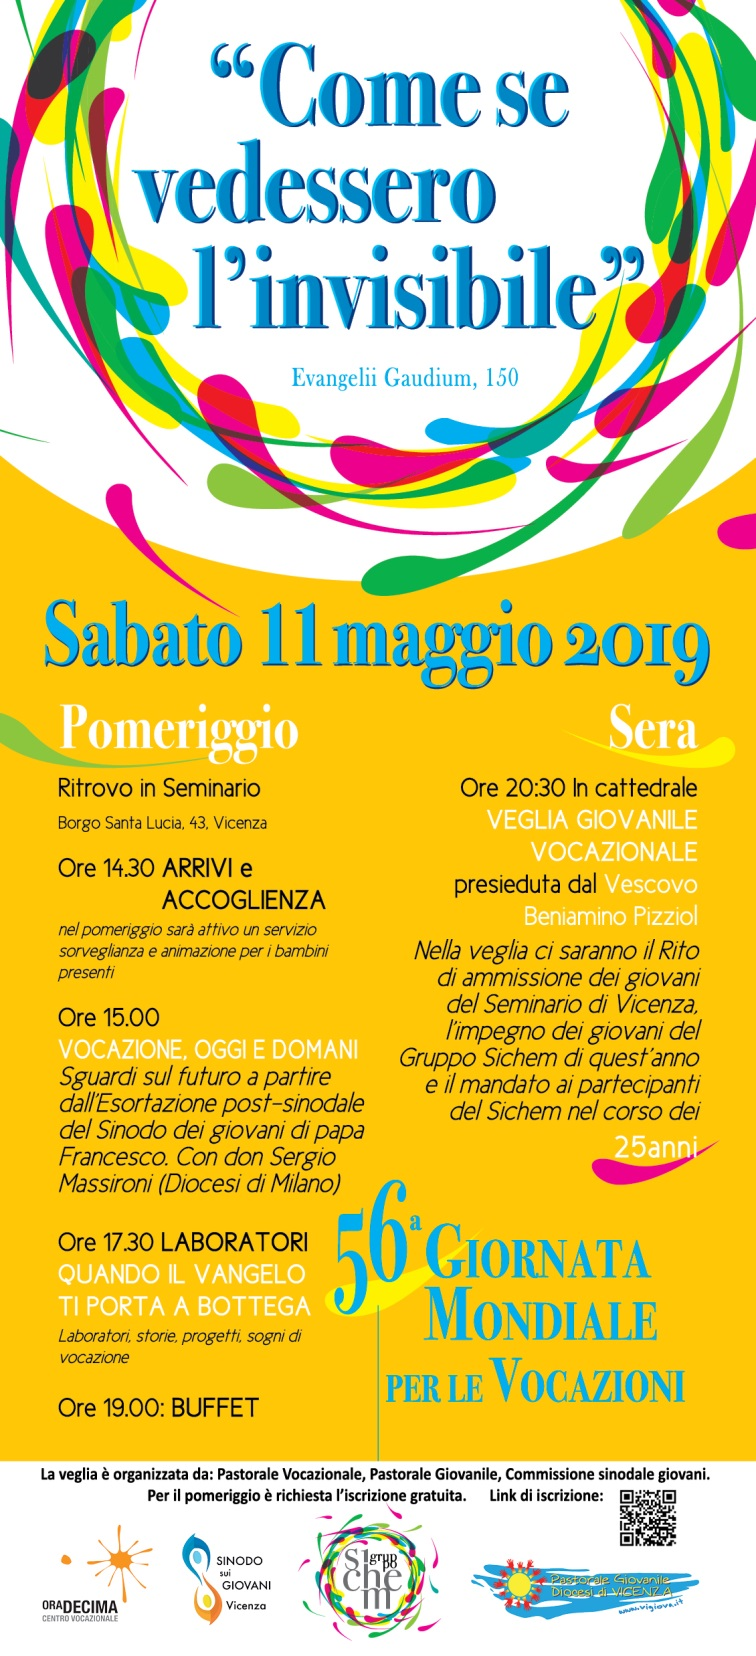 “Come se
vedessero
l’invisibile”
Evangelii Gaudium, 150
Sabato 11 maggio 2019
Pomeriggio
Ritrovo in Seminario
Borgo Santa Lucia, 43, Vicenza
Ore 14.30 ARRIVI e
ACCOGLIENZA
nel pomeriggio sarà attivo un servizio
sorveglianza e animazione per i bambini
presenti
Ore 15.00
VOCAZIONE, OGGI E DOMANI
Sguardi sul futuro a partire
dall'Esortazione post-sinodale
del Sinodo dei giovani di papa
Francesco. Con don Sergio
Massironi (Diocesi di Milano)
Ore 17.30 LABORATORI
QUANDO IL VANGELO
TI PORTA A BOTTEGA
Laboratori, storie, progetti, sogni di
vocazione
Ore 19.00: BUFFET
Sera
Ore 20:30 In cattedrale
VEGLIA GIOVANILE
VOCAZIONALE
presieduta dal Vescovo
Beniamino Pizziol
Nella veglia ci saranno il Rito
di ammissione dei giovani
del Seminario di Vicenza,
l'impegno dei giovani del
Gruppo Sichem di quest'anno
e il mandato ai partecipanti
del Sichem nel corso dei
25anni
56ª GIORNATA
MONDIALE
PER LE VOCAZIONI
La veglia è organizzata da: Pastorale Vocazionale, Pastorale Giovanile, Commissione sinodale giovani.
Per il pomeriggio è richiesta l’iscrizione gratuita. Link di iscrizione:
ORADECIMA
CENTRO VOCAZIONALE
SINODO
sui
GIOVANI
Vicenza
gruppo
sichem
Pastorale Giovanile
Diocesi di VICENZA
www.vigiova.it